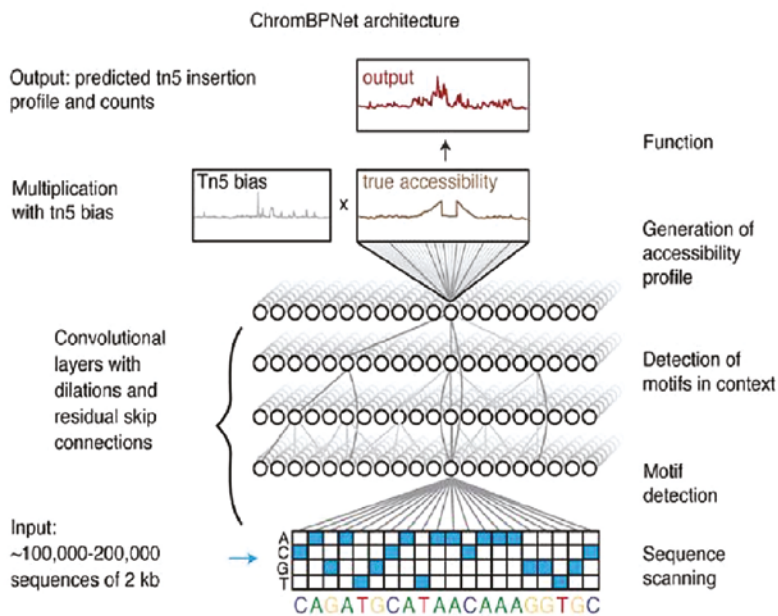 ChromBPNet architecture
Output: predicted tn5 insertion
profile and counts
output
Function
Multiplication
with tn5 bias
Tn5 bias
x
true accessibility
Generation of
accessibility
profile
Convolutional
layers with
dilations and
residual skip
connections
Detection of
motifs in context
Motif
detection
Input:
~100,000-200,000
sequences of 2 kb
A
C
G
T
Sequence
scanning
CAGATGCATAACAAAGGTGC